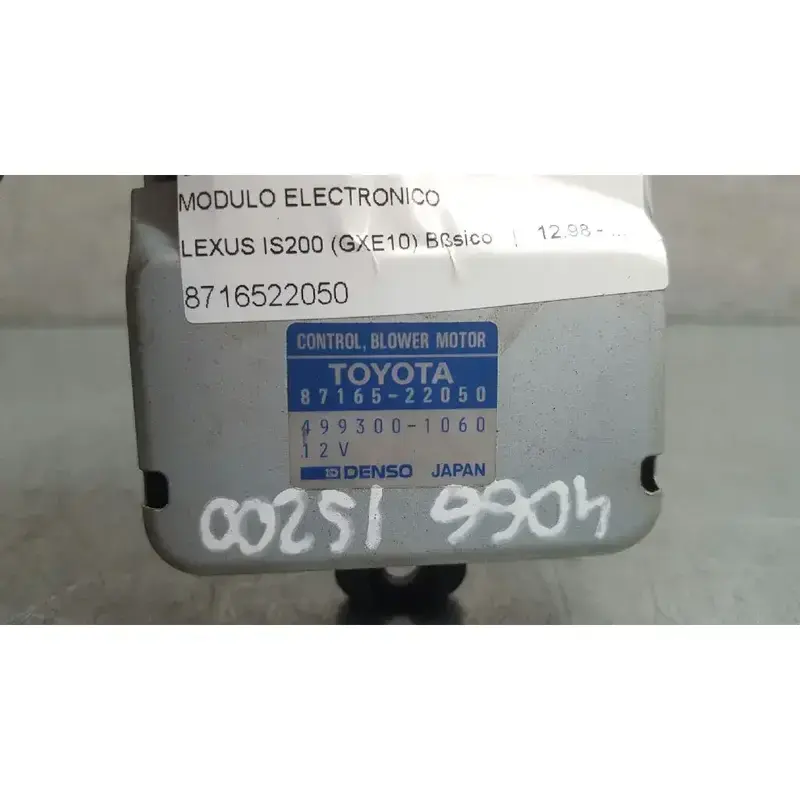 MODULO ELECTRONICO
LEXUS IS200 (GXE10) Bßsico | 12.98 - ...
8716522050
CONTROL, BLOWER MOTOR
TOYOTA
87165-22050
499300-1060
12V
DENSO JAPAN
4066 IS200